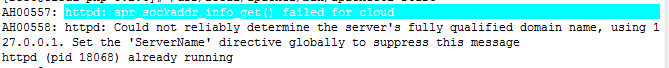 AH00557: httpd: apr_sockaddr_info_get() failed for cloud
AH00558: httpd: Could not reliably determine the server's fully qualified domain name, using 1
27.0.0.1. Set the 'ServerName' directive globally to suppress this message
httpd (pid 18068) already running